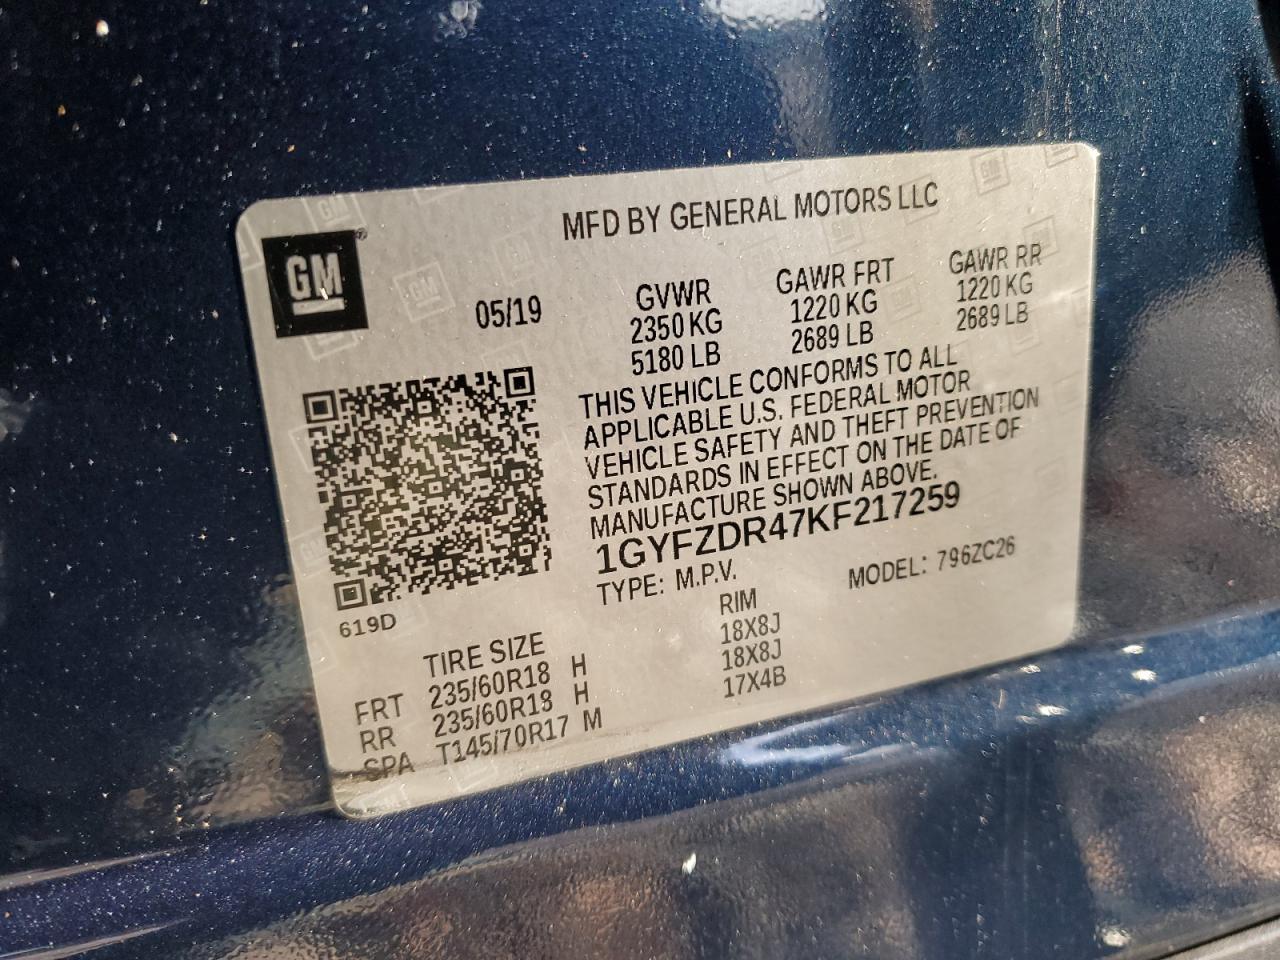 MFD BY GENERAL MOTORS LLC
GM®
05/19
GVWR GAWR FRT GAWR RR
2350 KG 1220 KG 1220 KG
5180 LB 2689 LB 2689 LB
THIS VEHICLE CONFORMS TO ALL
APPLICABLE U.S. FEDERAL MOTOR
VEHICLE SAFETY AND THEFT PREVENTION
STANDARDS IN EFFECT ON THE DATE OF
MANUFACTURE SHOWN ABOVE.
1GYFZDR47KF217259
TYPE: M.P.V. MODEL: 796ZC26
619D
TIRE SIZE RIM
FRT 235/60R18 H 18X8J
RR 235/60R18 H 18X8J
SPA T145/70R17 M 17X4B